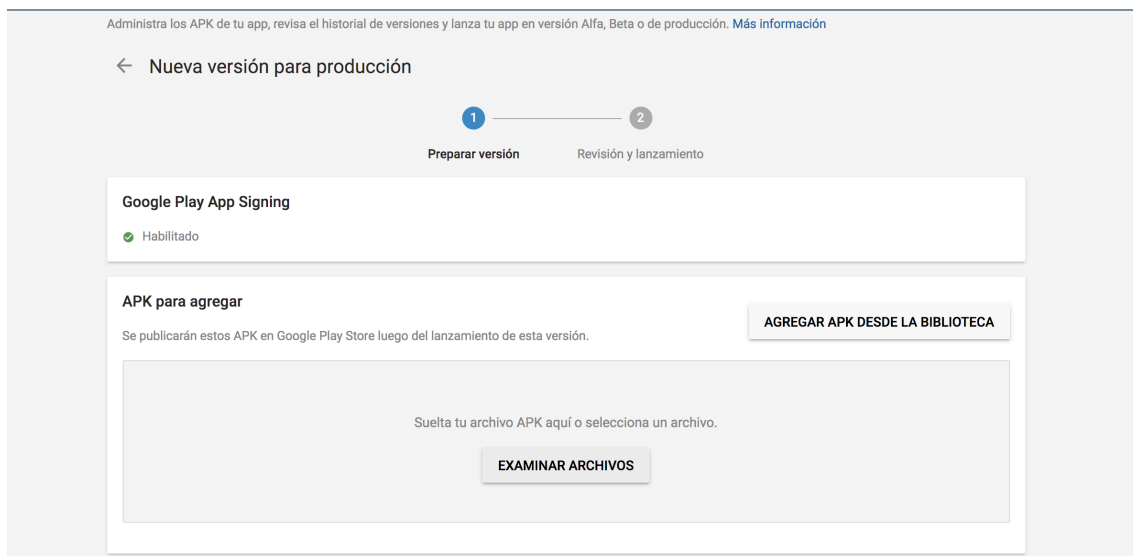 Administra los APK de tu app, revisa el historial de versiones y lanza tu app en versión Alfa, Beta o de producción. Más información
Nueva versión para producción
1
2
Preparar versión
Revisión y lanzamiento
Google Play App Signing
Habilitado
APK para agregar
AGREGAR APK DESDE LA BIBLIOTECA
Se publicarán estos APK en Google Play Store luego del lanzamiento de esta versión.
Suelta tu archivo APK aquí o selecciona un archivo.
EXAMINAR ARCHIVOS